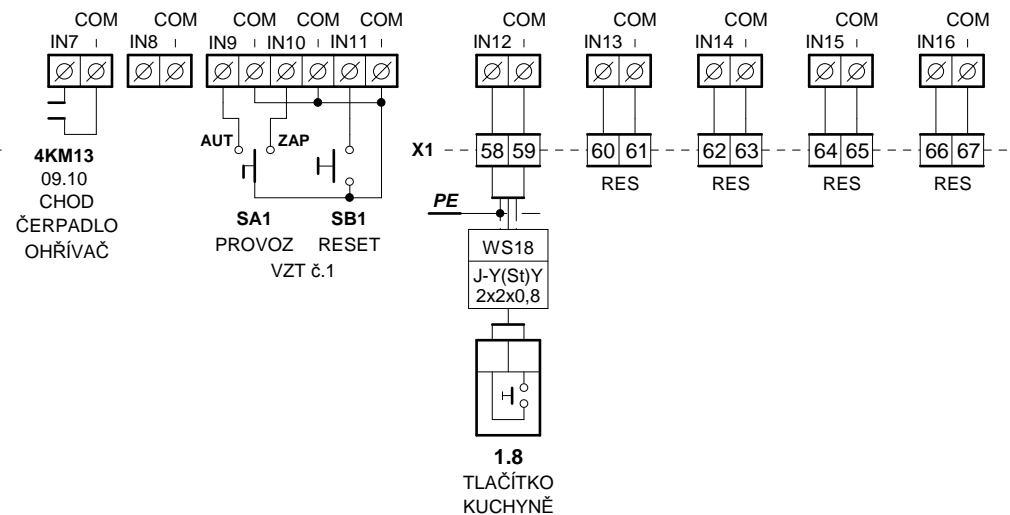 COM COM COM COM COM COM COM COM COM COM
IN7 IN8 IN9 IN10 IN11 IN12 IN13 IN14 IN15 IN16
AUT ZAP
X1 58 59 60 61 62 63 64 65 66 67
RES RES RES RES
4KM13
09.10
CHOD
ČERPADLO
OHŘÍVAČ
SA1 SB1
PROVOZ RESET
VZT č.1
PE
WS18
J-Y(St)Y
2x2x0,8
1.8
TLAČÍTKO
KUCHYNĚ